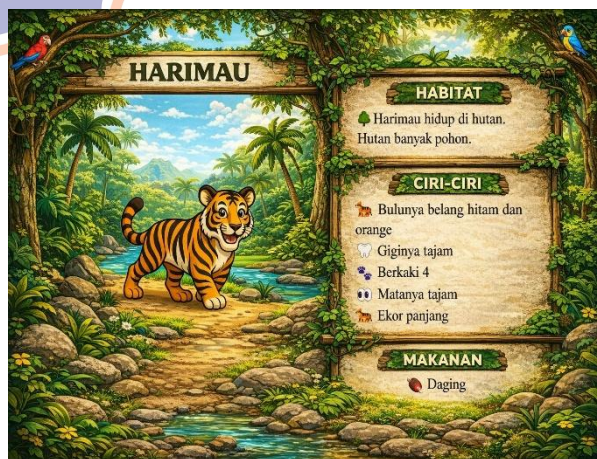 HARIMAU
HABITAT
Harimau hidup di hutan.
Hutan banyak pohon.
CIRI-CIRI
Bulunya belang hitam dan
orange
Giginya tajam
Berkaki 4
Matanya tajam
Ekor panjang
MAKANAN
Daging